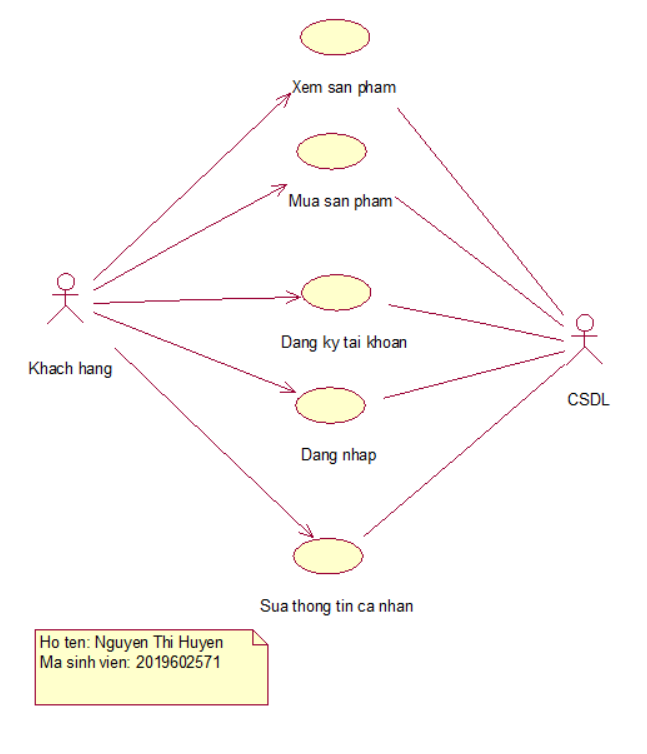 Xem san pham
Mua san pham
Dang ky tai khoan
Khach hang
CSDL
Dang nhap
Sua thong tin ca nhan
Ho ten: Nguyen Thi Huyen
Ma sinh vien: 2019602571